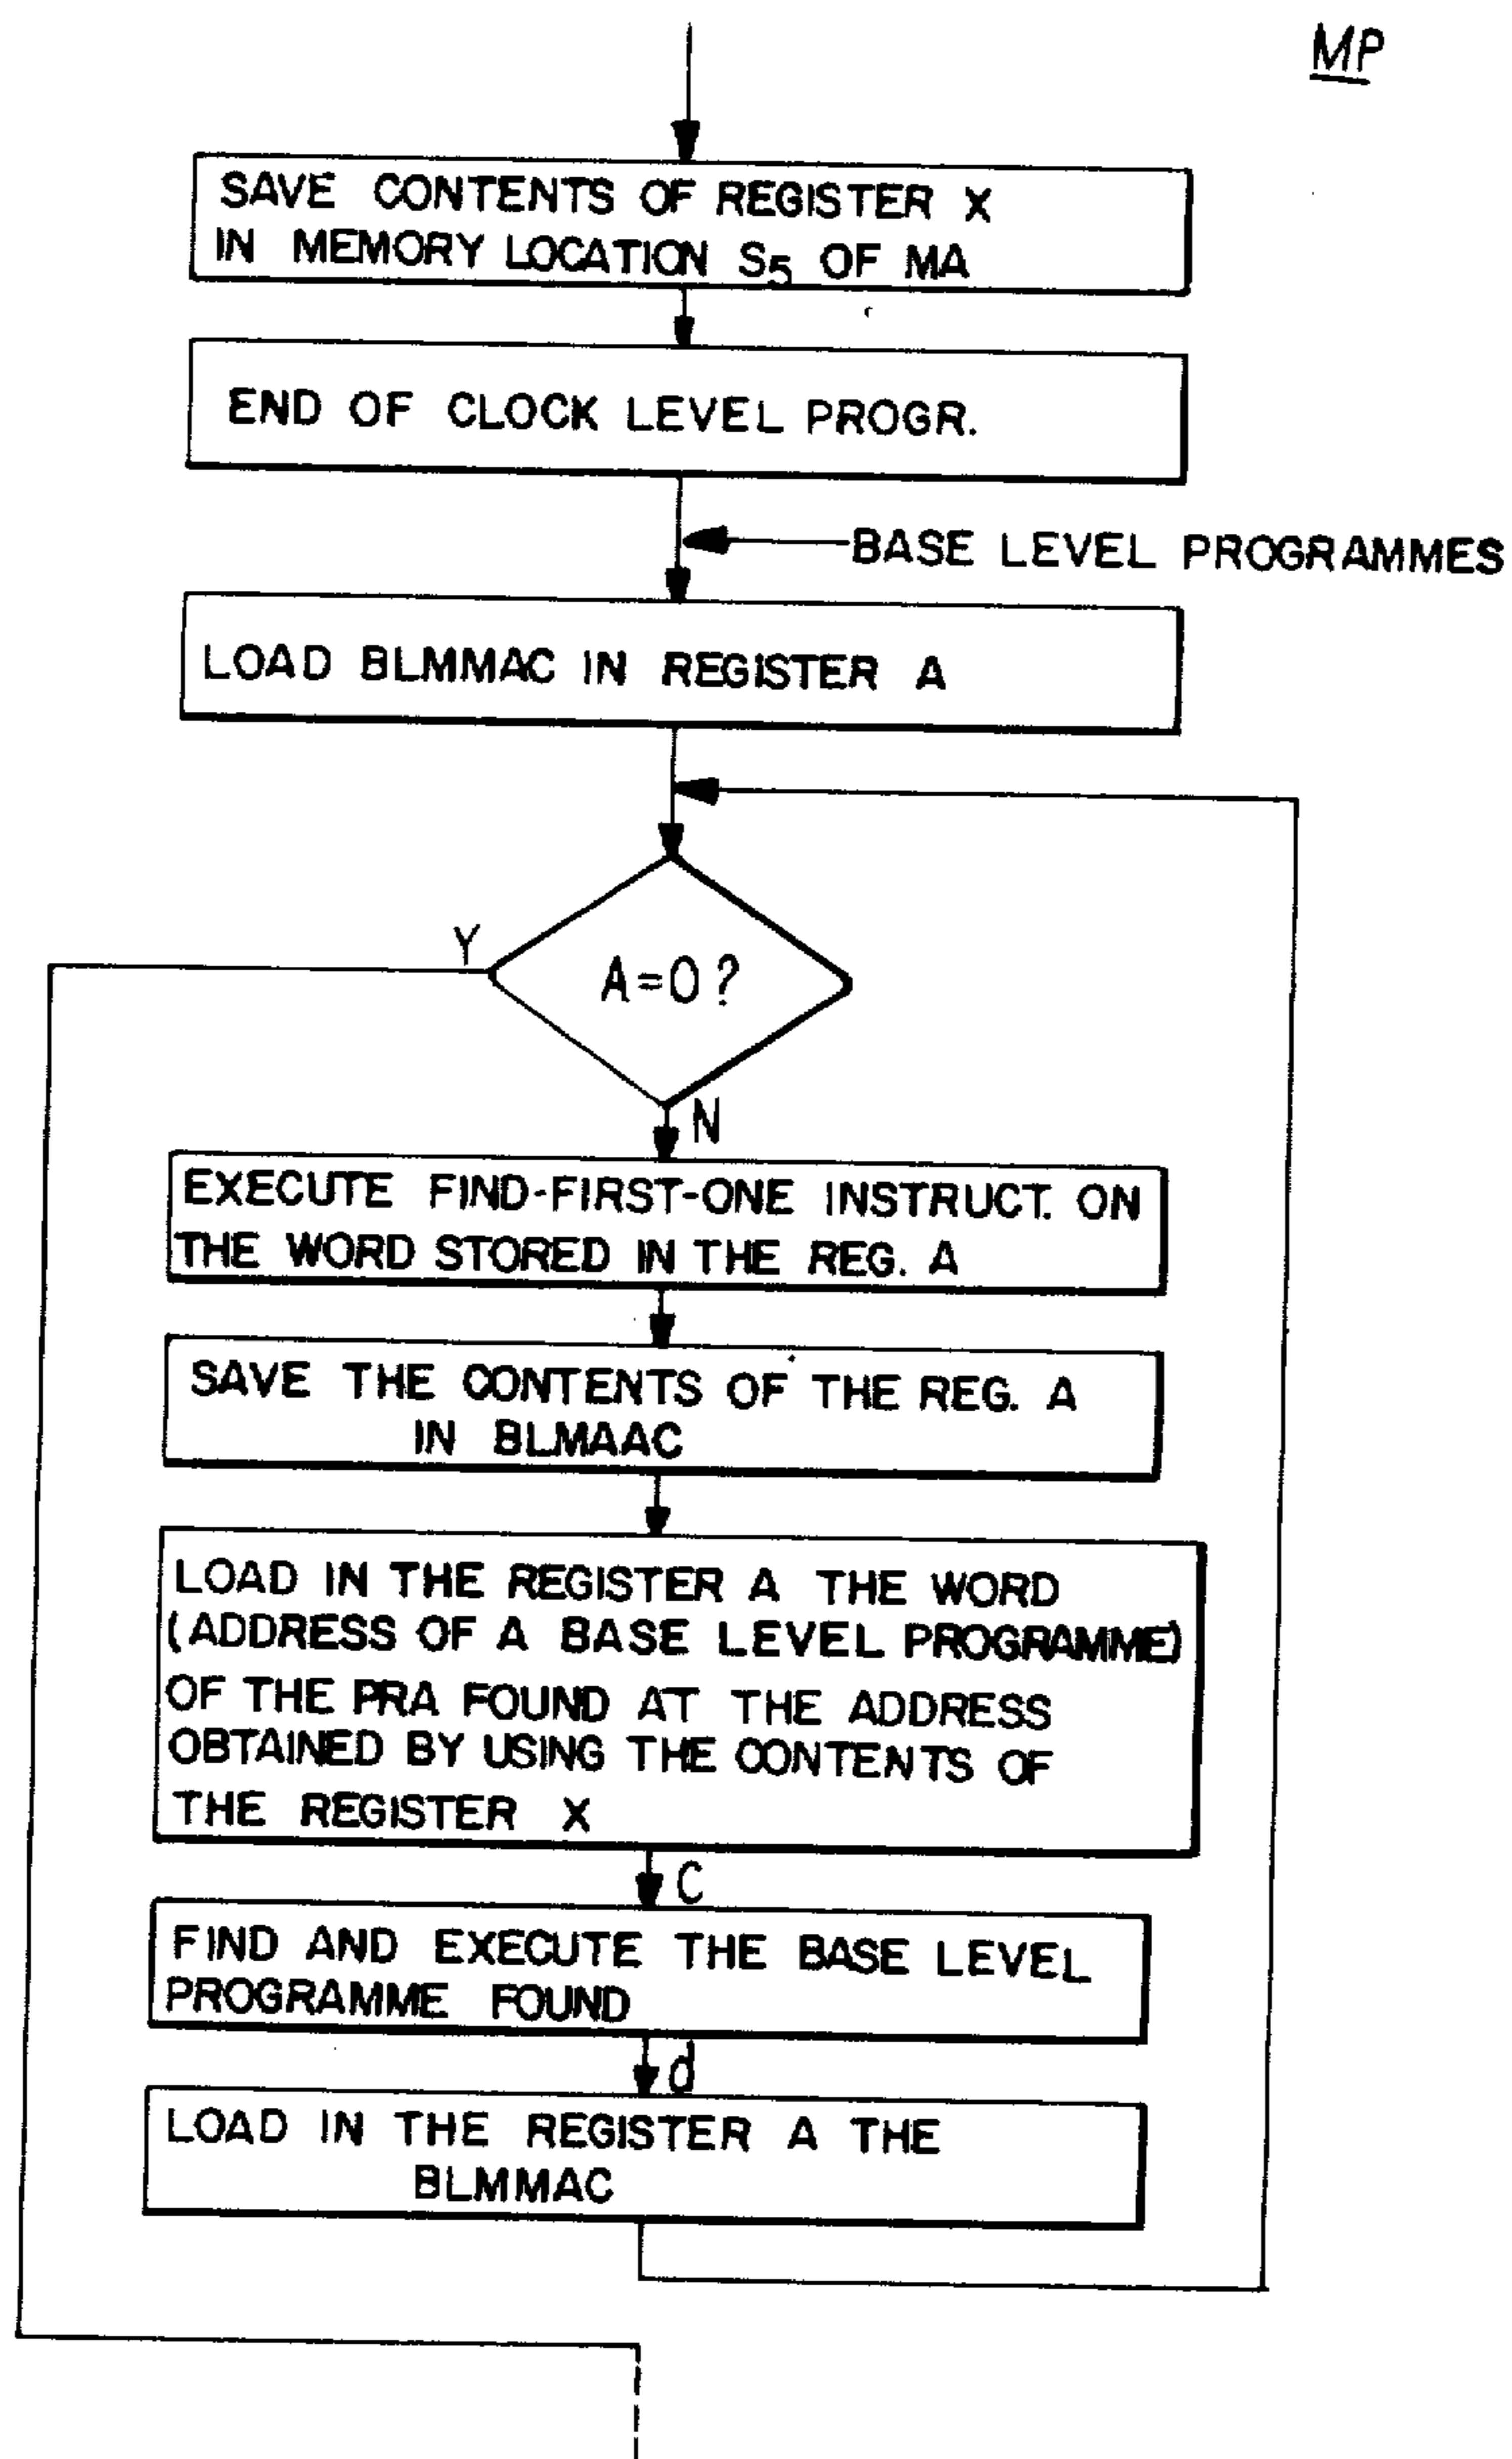 MP
SAVE CONTENTS OF REGISTER X
IN MEMORY LOCATION S5 OF MA
END OF CLOCK LEVEL PROGR.
BASE LEVEL PROGRAMMES
LOAD BLMMAC IN REGISTER A
Y
A=0?
N
EXECUTE FIND-FIRST-ONE INSTRUCT. ON
THE WORD STORED IN THE REG. A
SAVE THE CONTENTS OF THE REG. A
IN BLMAAC
LOAD IN THE REGISTER A THE WORD
(ADDRESS OF A BASE LEVEL PROGRAMME)
OF THE PRA FOUND AT THE ADDRESS
OBTAINED BY USING THE CONTENTS OF
THE REGISTER X
C
FIND AND EXECUTE THE BASE LEVEL
PROGRAMME FOUND
d
LOAD IN THE REGISTER A THE
BLMMAC